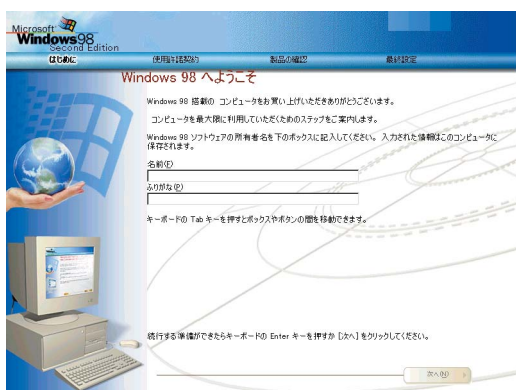 Microsoft
Windows98
Second Edition
はじめに 使用許諾契約 製品の確認 最終設定
Windows 98 へようこそ
Windows 98 搭載の コンピュータをお買い上げいただきありがとうございます。
コンピュータを最大限に利用していただくためのステップをご案内します。
Windows 98 ソフトウェアの所有者名を下のボックスに記入してください。 入力された情報はこのコンピュータに
保存されます。
名前(F)
ふりがな(P)
キーボードの Tab キーを押すとボックスやボタンの間を移動できます。
続行する準備ができたらキーボードの Enter キーを押すか [次へ] をクリックしてください。
次へ(N)